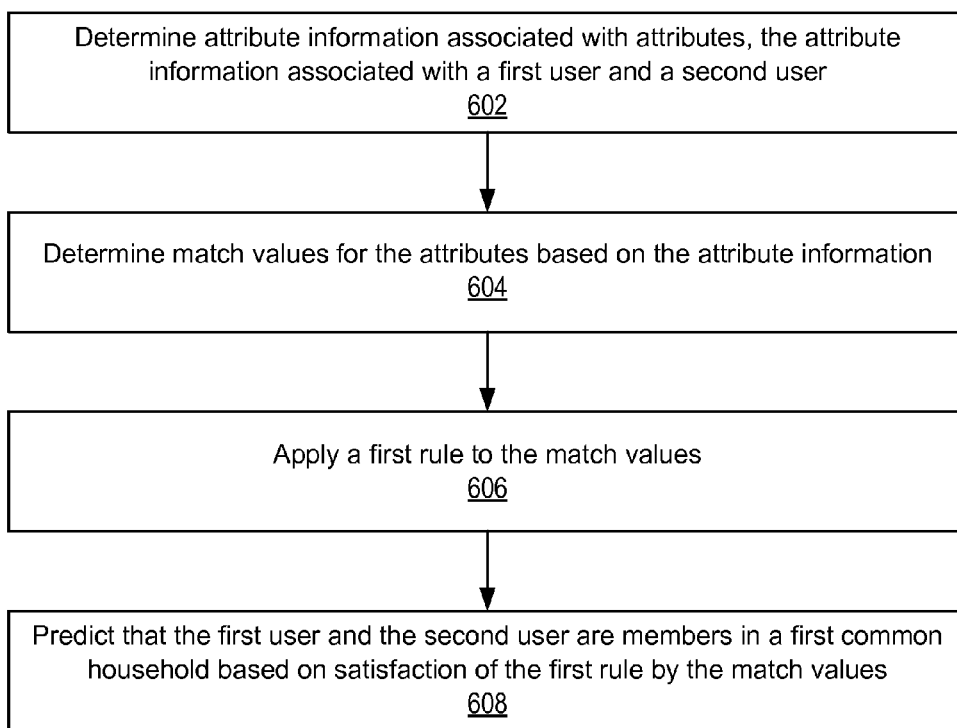 Determine attribute information associated with attributes, the attribute
information associated with a first user and a second user
602
Determine match values for the attributes based on the attribute information
604
Apply a first rule to the match values
606
Predict that the first user and the second user are members in a first common
household based on satisfaction of the first rule by the match values
608